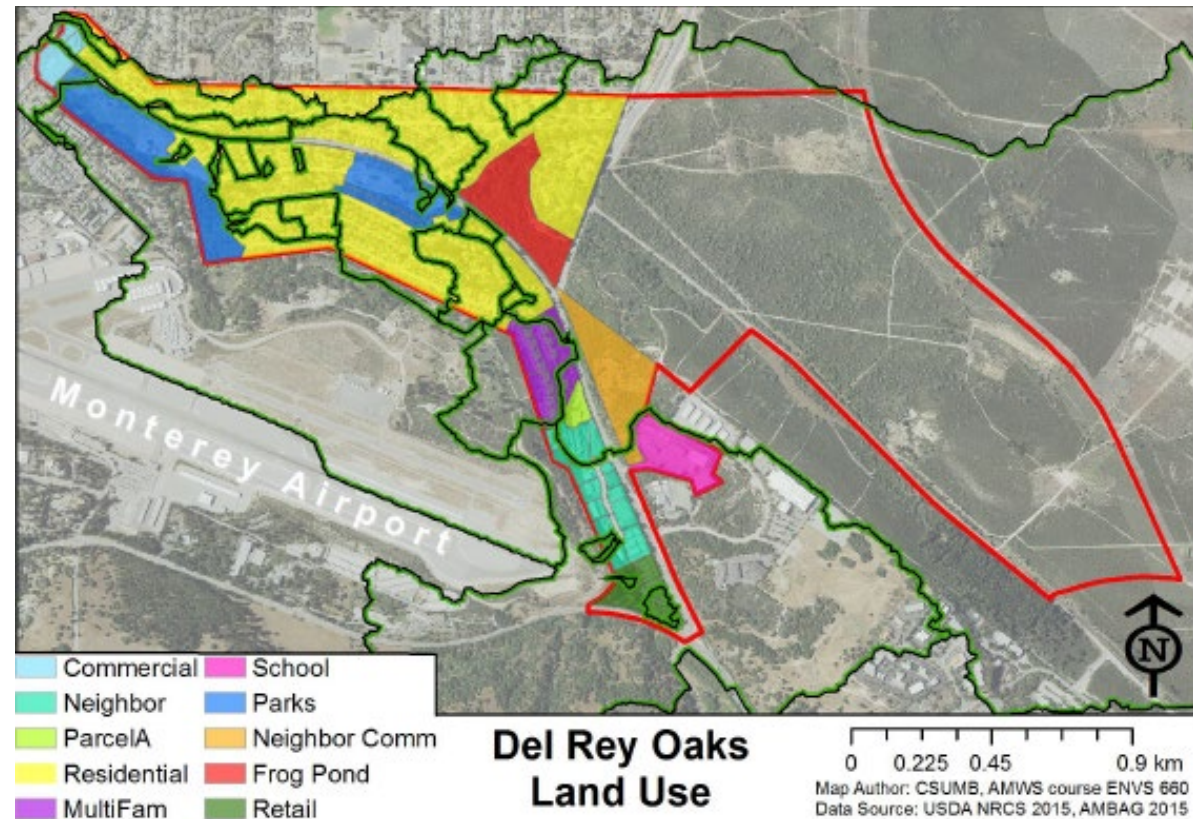 Monterey Airport
N
Commercial
School
Neighbor
Parks
ParcelA
Neighbor Comm
Residential
Frog Pond
MultiFam
Retail
Del Rey Oaks
Land Use
0 0.225 0.45 0.9 km
Map Author: CSUMB, AMWS course ENVS 660
Data Source: USDA NRCS 2015, AMBAG 2015